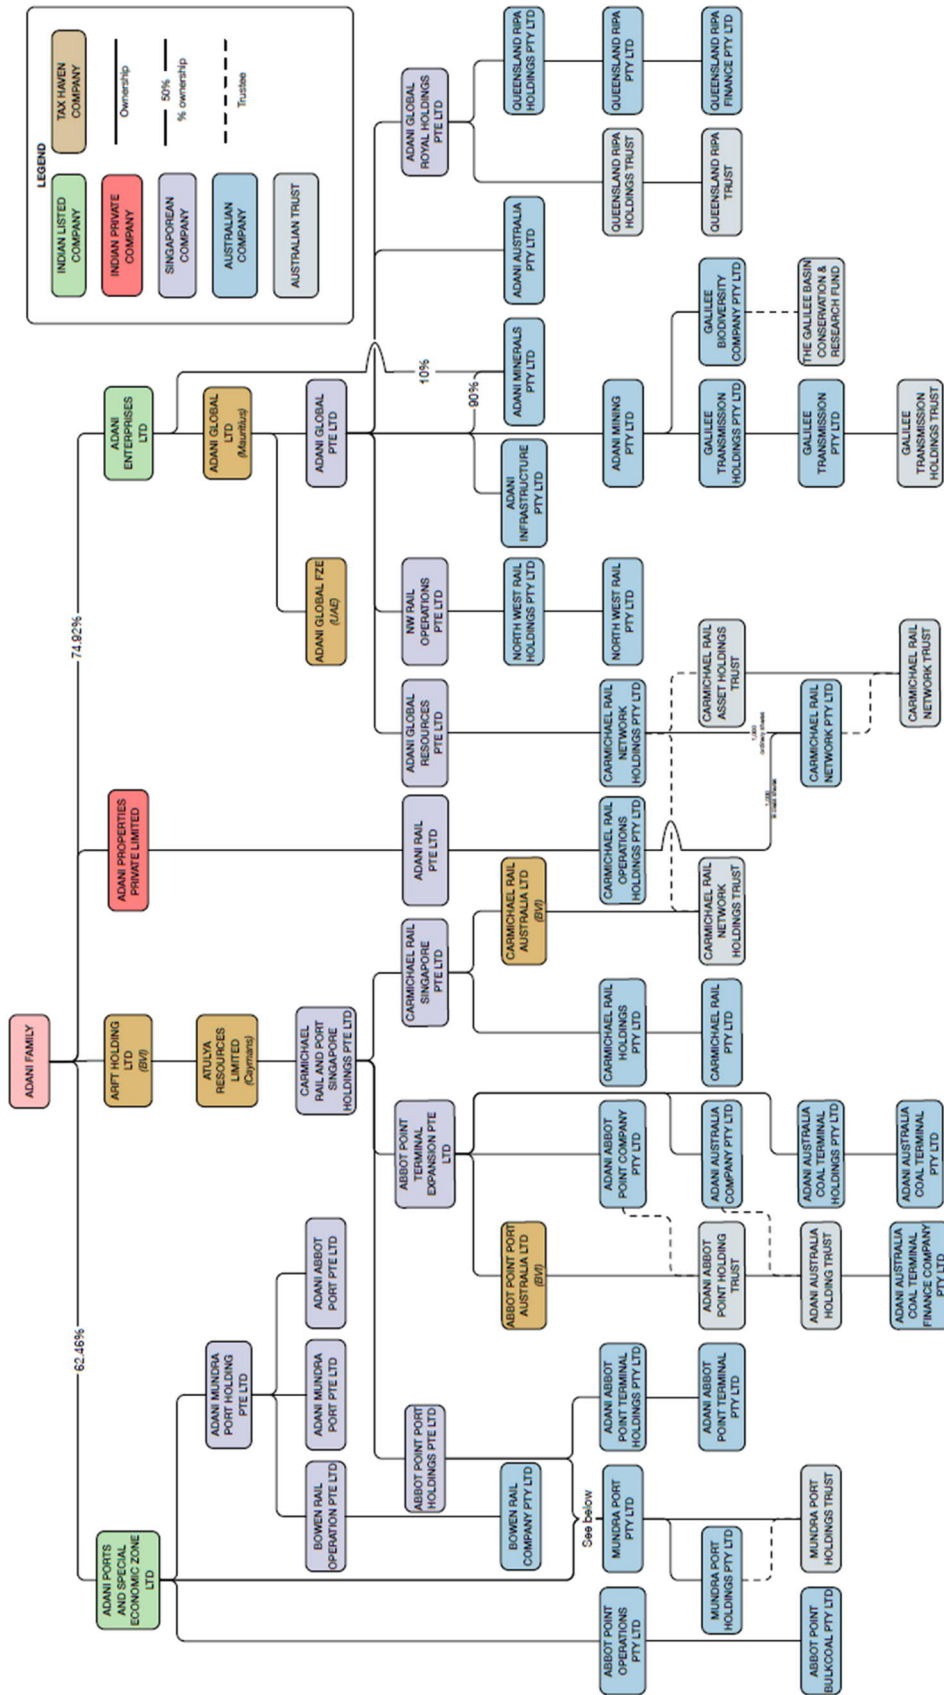 LEGEND
INDIAN LISTED
COMPANY
TAX HAVEN
COMPANY
INDIAN PRIVATE
COMPANY
SINGAPOREAN
COMPANY
AUSTRALIAN
COMPANY
AUSTRALIAN TRUST
Ownership
50%
% ownership
Trustee
ADANI FAMILY
62.46%
74.92%
ADANI PORTS
AND SPECIAL
ECONOMIC ZONE
LTD
ARFT HOLDING
LTD
(BVI)
ADANI PROPERTIES
PRIVATE LIMITED
ADANI
ENTERPRISES
LTD
ADANI MUNDRA
PORT HOLDING
PTE LTD
ATULYA
RESOURCES
LIMITED
(Caymans)
ADANI GLOBAL
LTD
(Mauritius)
BOWEN RAIL
OPERATION PTE LTD
ADANI MUNDRA
PORT PTE LTD
ADANI ABBOT
PORT PTE LTD
CARMICHAEL
RAIL AND PORT
SINGAPORE
HOLDINGS PTE LTD
ADANI GLOBAL FZE
(UAE)
ADANI GLOBAL
PTE LTD
10%
ABBOT POINT PORT
HOLDINGS PTE LTD
ABBOT POINT
TERMINAL
EXPANSION PTE
LTD
CARMICHAEL RAIL
SINGAPORE
PTE LTD
ADANI RAIL
PTE LTD
ADANI GLOBAL
RESOURCES
PTE LTD
NW RAIL
OPERATIONS
PTE LTD
ADANI GLOBAL
ROYAL HOLDINGS
PTE LTD
90%
BOWEN RAIL
COMPANY PTY LTD
ABBOT POINT PORT
AUSTRALIA LTD
(BVI)
CARMICHAEL RAIL
AUSTRALIA LTD
(BVI)
NORTH WEST RAIL
HOLDINGS PTY LTD
ADANI
INFRASTRUCTURE
PTY LTD
ADANI MINERALS
PTY LTD
ADANI AUSTRALIA
PTY LTD
QUEENSLAND RIPA
HOLDINGS PTY LTD
See below
ABBOT POINT
OPERATIONS
PTY LTD
MUNDRA PORT
PTY LTD
ADANI ABBOT
POINT TERMINAL
HOLDINGS PTY LTD
ADANI ABBOT
POINT COMPANY
PTY LTD
CARMICHAEL RAIL
HOLDINGS
PTY LTD
CARMICHAEL RAIL
OPERATIONS
HOLDINGS PTY LTD
CARMICHAEL RAIL
NETWORK
HOLDINGS PTY LTD
NORTH WEST RAIL
PTY LTD
ADANI MINING
PTY LTD
QUEENSLAND RIPA
HOLDINGS TRUST
QUEENSLAND RIPA
PTY LTD
MUNDRA PORT
HOLDINGS PTY LTD
ADANI ABBOT
POINT TERMINAL
PTY LTD
ADANI ABBOT
POINT HOLDING
TRUST
ADANI AUSTRALIA
COMPANY PTY LTD
CARMICHAEL RAIL
PTY LTD
CARMICHAEL RAIL
NETWORK
HOLDINGS TRUST
CARMICHAEL RAIL
ASSET HOLDINGS
TRUST
GALILEE
TRANSMISSION
HOLDINGS PTY LTD
GALILEE
BIODIVERSITY
COMPANY PTY LTD
QUEENSLAND RIPA
TRUST
QUEENSLAND RIPA
FINANCE PTY LTD
1,000
ordinary shares
ABBOT POINT
BULKCOAL PTY LTD
MUNDRA PORT
HOLDINGS TRUST
ADANI AUSTRALIA
HOLDING TRUST
ADANI AUSTRALIA
COAL TERMINAL
HOLDINGS PTY LTD
CARMICHAEL RAIL
NETWORK PTY LTD
GALILEE
TRANSMISSION
PTY LTD
THE GALILEE BASIN
CONSERVATION &
RESEARCH FUND
ADANI AUSTRALIA
COAL TERMINAL
FINANCE COMPANY
PTY LTD
ADANI AUSTRALIA
COAL TERMINAL
PTY LTD
CARMICHAEL RAIL
NETWORK TRUST
GALILEE
TRANSMISSION
HOLDINGS TRUST